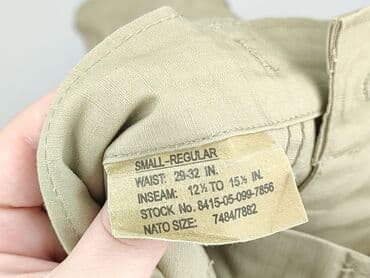 SMALL-REGULAR
WAIST: 29-32 IN.
INSEAM: 12½ TO 15½ IN.
STOCK No. 8415-05-099-7856
NATO SIZE: 7484/7882